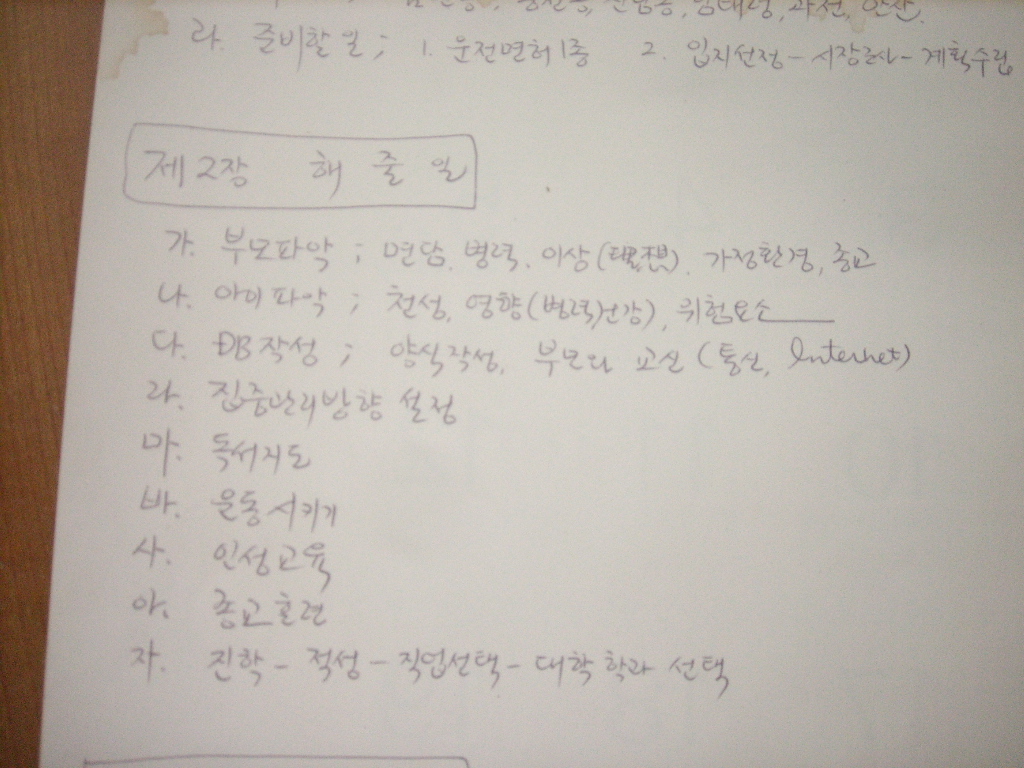 과천, 안산.
라. 준비할 일; 1. 운전면허 1종 2. 입지선정 - 시장조사 - 계획수립
제2장 해 줄 일
가. 부모파악; 면담, 병력, 이상(理想), 가정환경, 종교
나. 아이 파악; 천성, 영향(병력)건강), 위험요소
다. DB작성; 양식작성, 부모와 교신(통신, Internet)
라. 집중관리방향 설정
마. 독서지도
바. 운동시키기
사. 인성교육
아. 종교훈련
자. 진학 - 적성 - 직업선택 - 대학 학과 선택